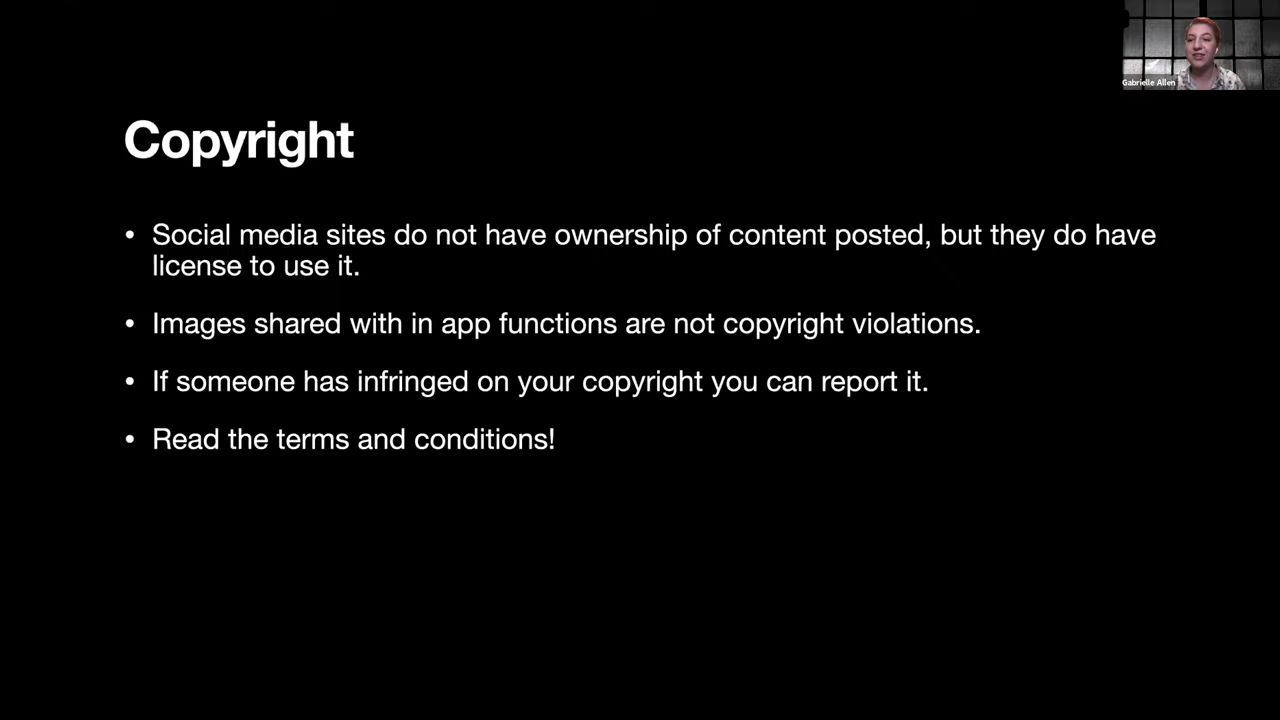 Gabrielle Allen
Copyright
• Social media sites do not have ownership of content posted, but they do have
license to use it.
• Images shared with in app functions are not copyright violations.
• If someone has infringed on your copyright you can report it.
• Read the terms and conditions!